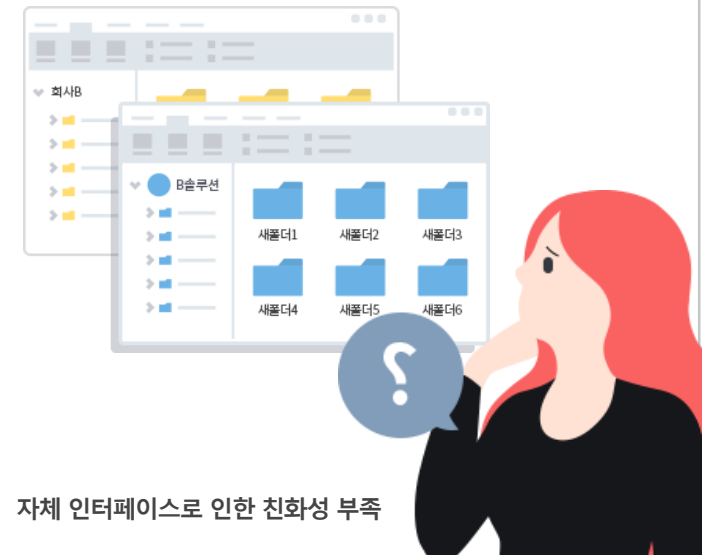 회사B
B솔루션
새폴더1 새폴더2 새폴더3
새폴더4 새폴더5 새폴더6
?
자체 인터페이스로 인한 친화성 부족